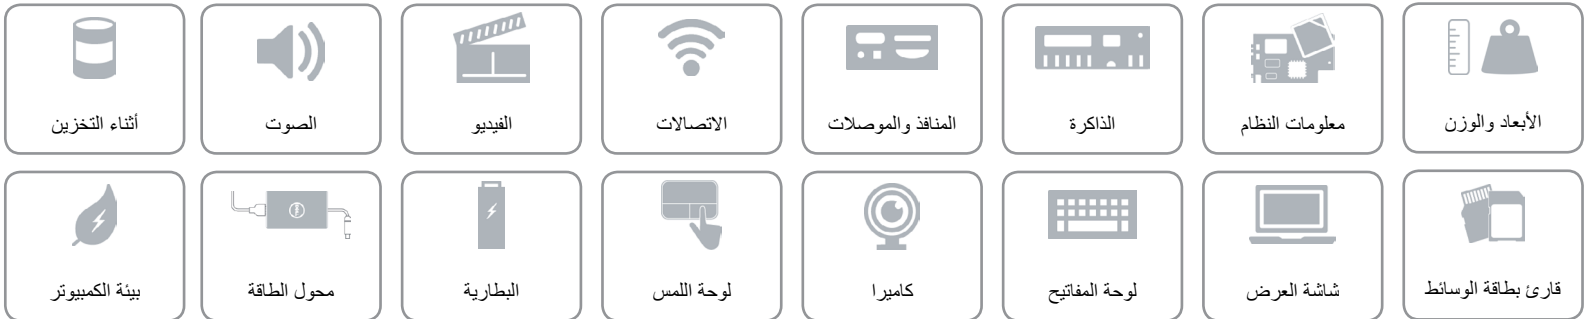 الأبعاد والوزن
معلومات النظام
الذاكرة
المنافذ والموصلات
الاتصالات
الفيديو
الصوت
أثناء التخزين
قارئ بطاقة الوسائط
شاشة العرض
لوحة المفاتيح
كاميرا
لوحة اللمس
البطارية
محول الطاقة
بيئة الكمبيوتر